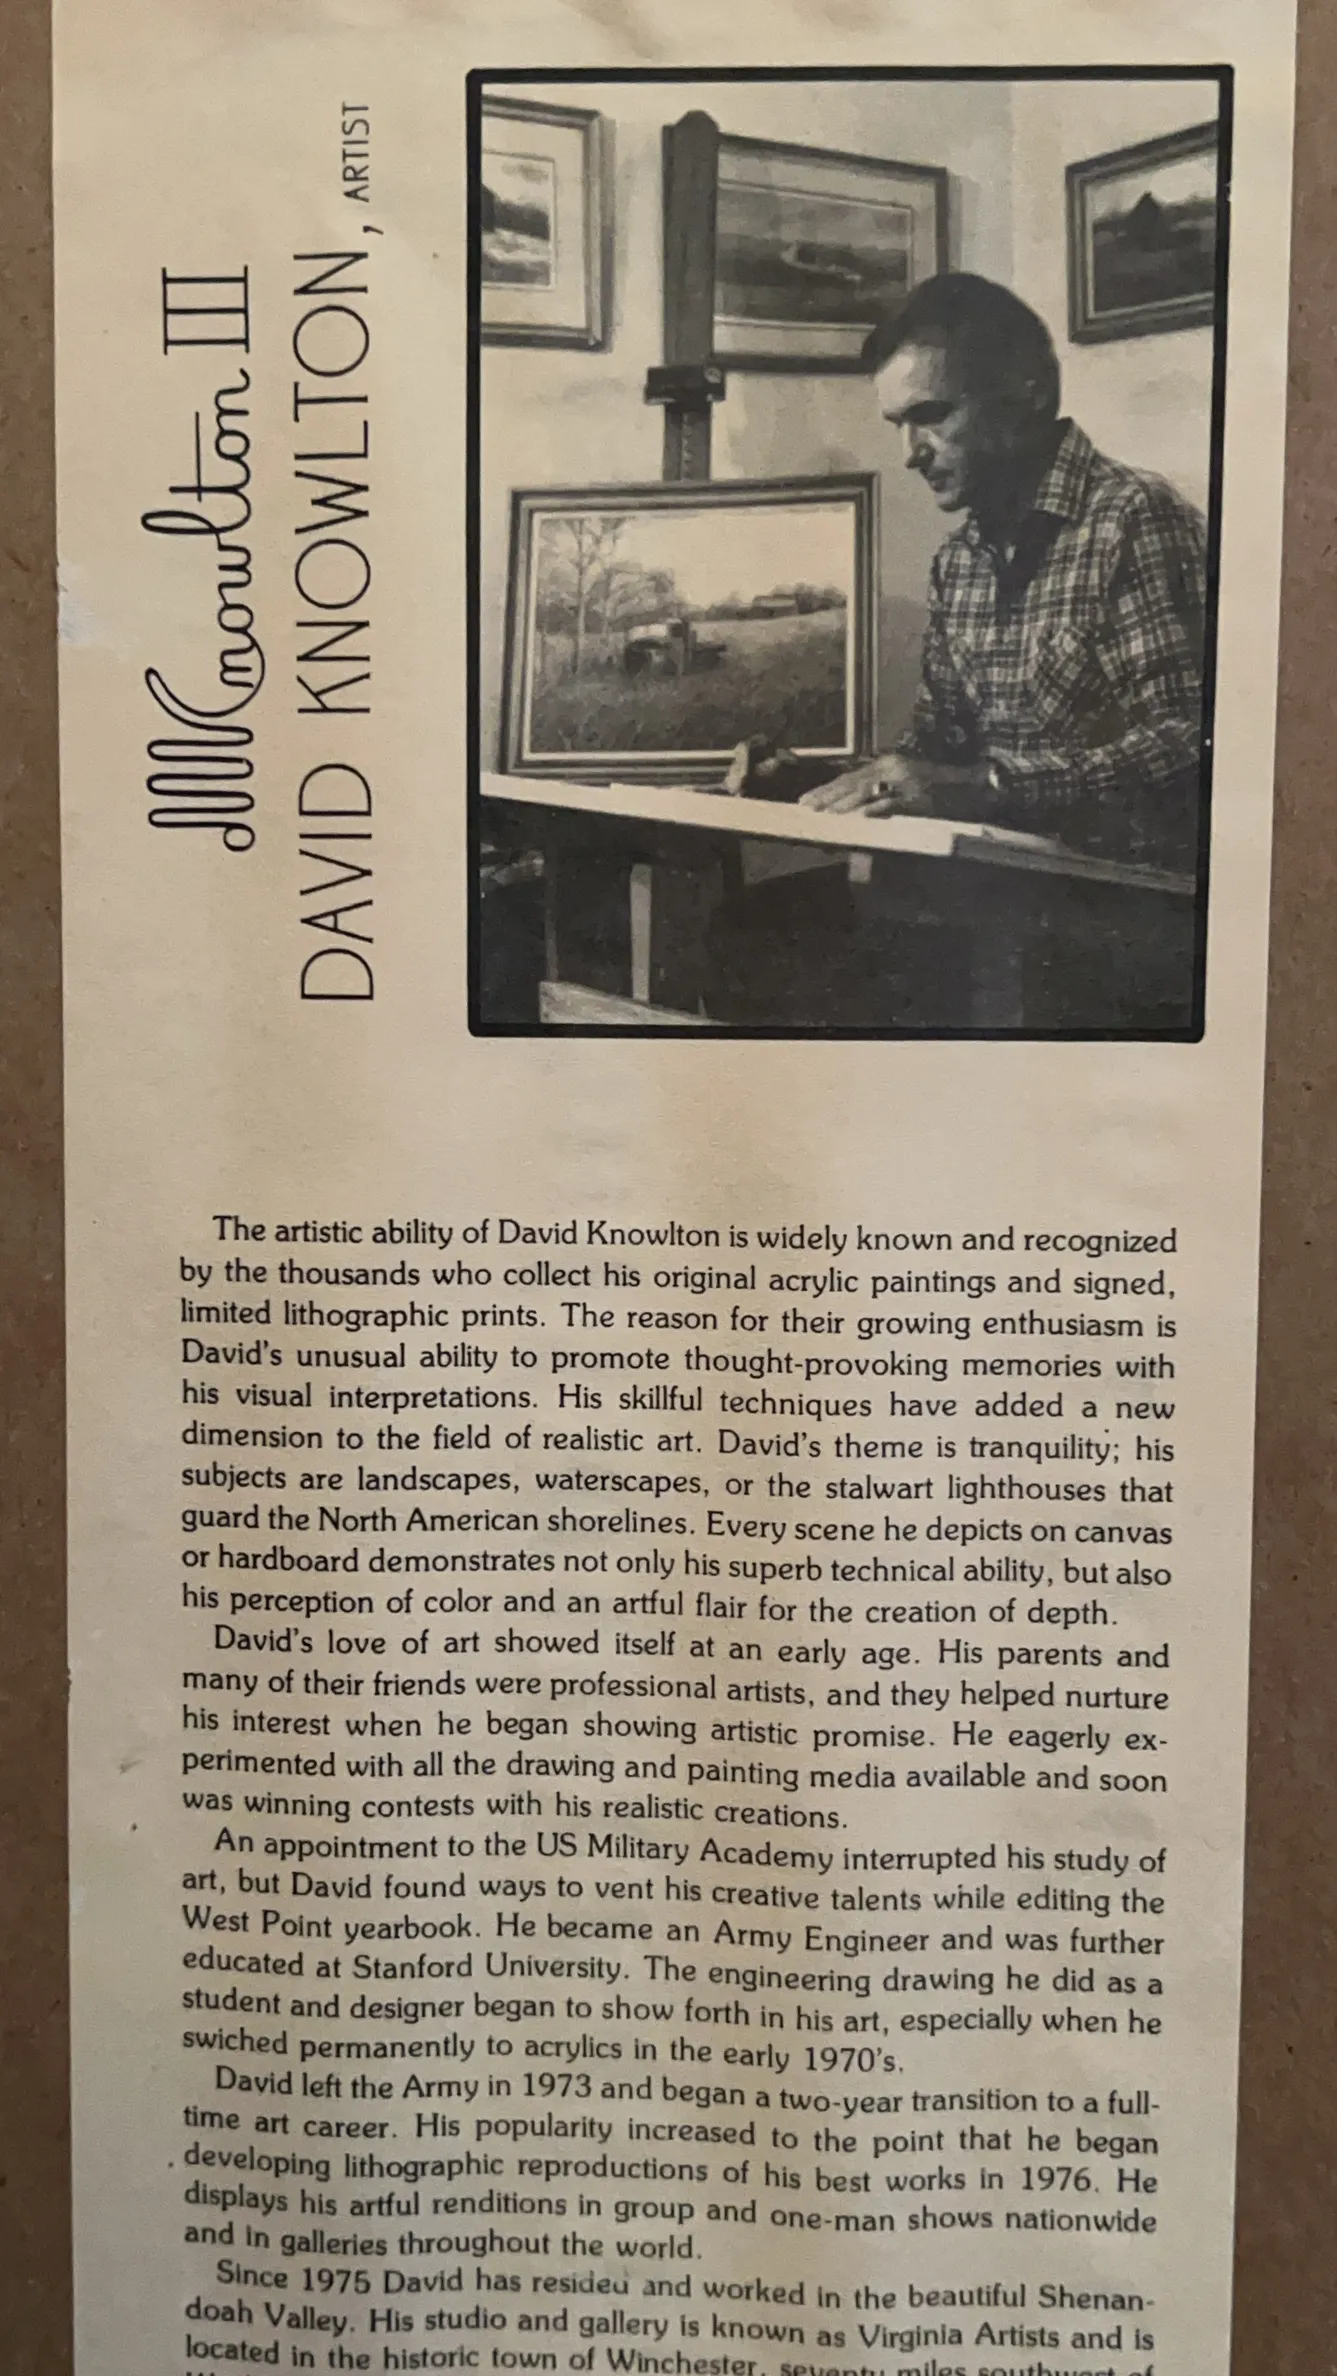 DMKnowlton III
DAVID KNOWLTON, ARTIST
The artistic ability of David Knowlton is widely known and recognized
by the thousands who collect his original acrylic paintings and signed,
limited lithographic prints. The reason for their growing enthusiasm is
David's unusual ability to promote thought-provoking memories with
his visual interpretations. His skillful techniques have added a new
dimension to the field of realistic art. David's theme is tranquility; his
subjects are landscapes, waterscapes, or the stalwart lighthouses that
guard the North American shorelines. Every scene he depicts on canvas
or hardboard demonstrates not only his superb technical ability, but also
his perception of color and an artful flair for the creation of depth.
David's love of art showed itself at an early age. His parents and
many of their friends were professional artists, and they helped nurture
his interest when he began showing artistic promise. He eagerly ex-
perimented with all the drawing and painting media available and soon
was winning contests with his realistic creations.
An appointment to the US Military Academy interrupted his study of
art, but David found ways to vent his creative talents while editing the
West Point yearbook. He became an Army Engineer and was further
educated at Stanford University. The engineering drawing he did as a
student and designer began to show forth in his art, especially when he
swiched permanently to acrylics in the early 1970's.
David left the Army in 1973 and began a two-year transition to a full-
time art career. His popularity increased to the point that he began
developing lithographic reproductions of his best works in 1976. He
displays his artful renditions in group and one-man shows nationwide
and in galleries throughout the world.
Since 1975 David has resided and worked in the beautiful Shenan-
doah Valley. His studio and gallery is known as Virginia Artists and is
located in the historic town of Winchester, seventy miles southwest of